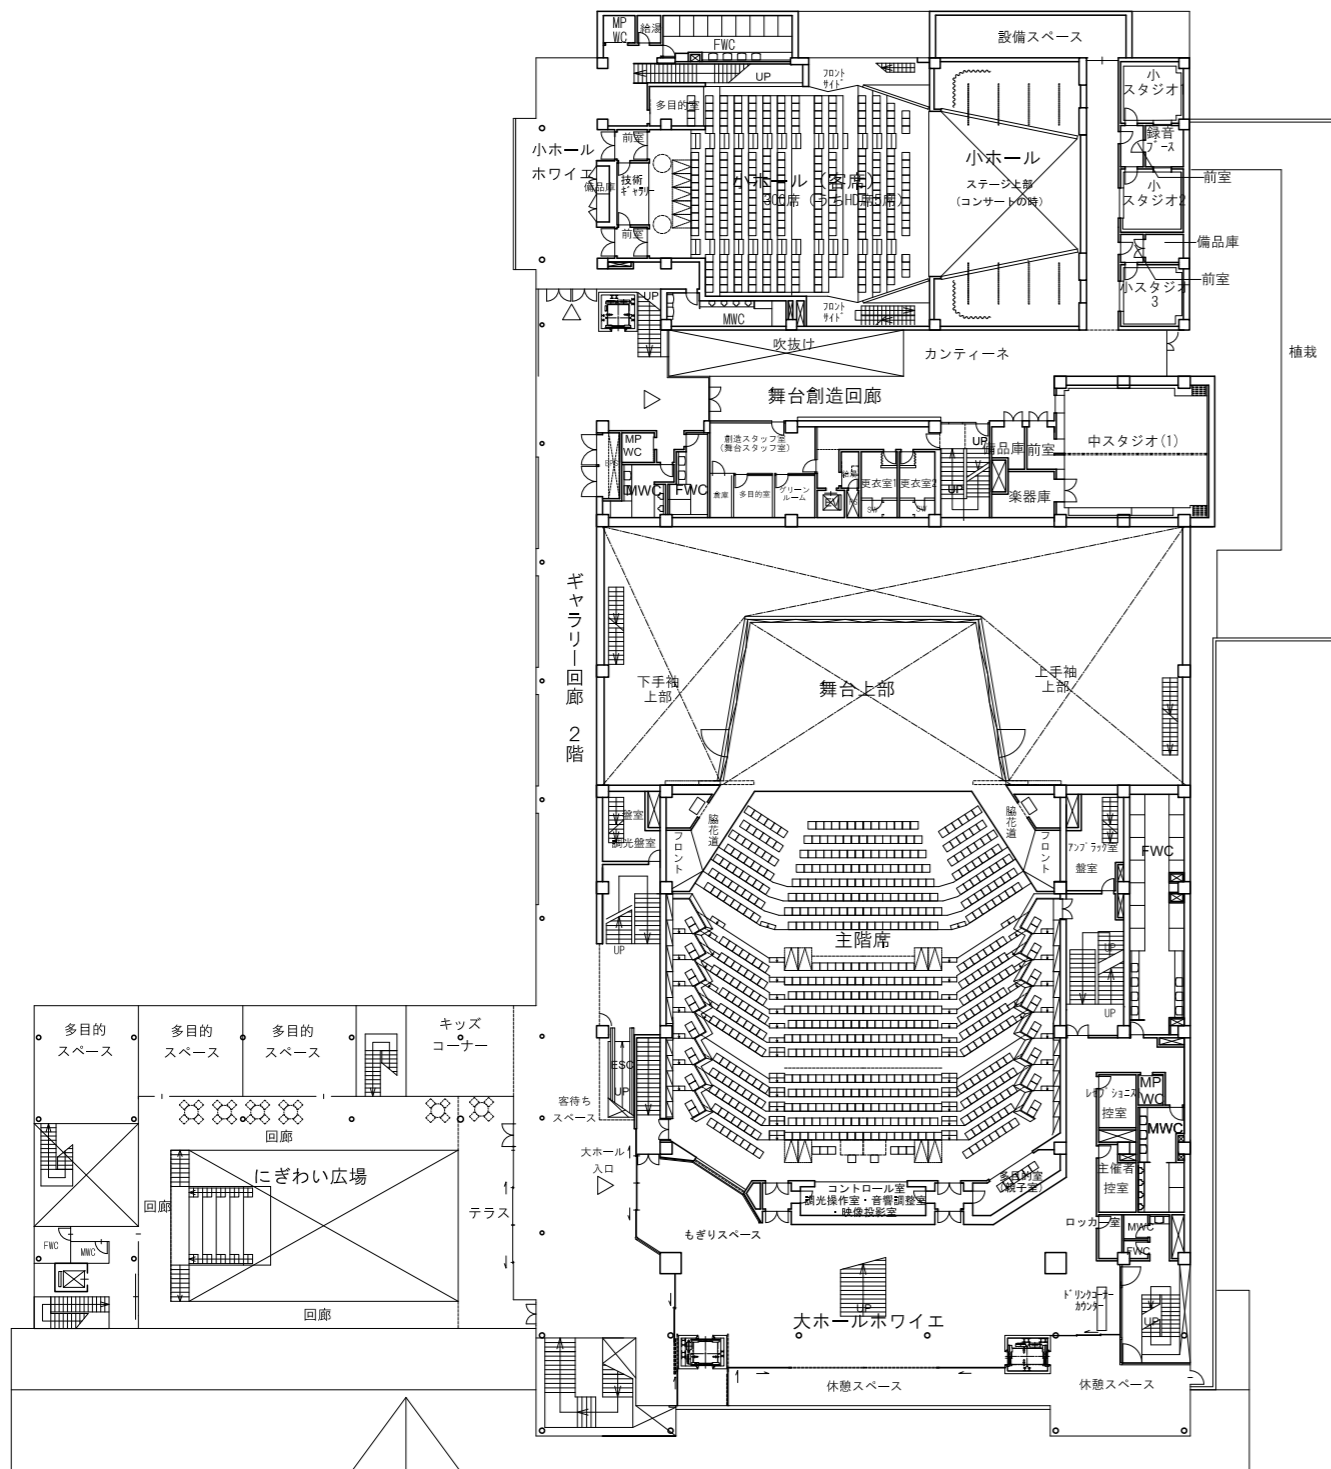 MP
WC
給湯
FWC
UP
設備スペース
フロント
サイド
多目的室
小
スタジオ1
録音
ブース
前室
小ホール
ホワイエ
前室
備品庫
技術
ギャラリー
前室
小ホール（客席）
300席（うちHD席5席）
小ホール
ステージ上部
（コンサートの時）
小
スタジオ2
備品庫
前室
小スタジオ
3
UP
MWC
フロント
サイド
吹抜け
カンティーネ
植栽
舞台創造回廊
MP
WC
MWC
FWC
創造スタッフ室
（舞台スタッフ室）
倉庫
多目的室
グリーン
ルーム
更衣室1
更衣室2
UP
UP
備品庫
前室
楽器庫
中スタジオ(1)
ギャラリー回廊 2階
下手袖
上部
舞台上部
上手袖
上部
盤室
調光盤室
フロント
脇花道
脇花道
フロント
アンプラック室
盤室
FWC
主階席
UP
UP
UP
多目的
スペース
多目的
スペース
多目的
スペース
キッズ
コーナー
ESC
UP
客待ち
スペース
回廊
レセプショニスト
控室
MP
WC
MWC
大ホール
入口
にぎわい広場
回廊
テラス
コントロール室
調光操作室・音響調整室
・映像投影室
多目的室
（親子室）
主催者
控室
ロッカー室
MWC
FWC
もぎりスペース
FWC
MWC
回廊
UP
大ホールホワイエ
ドリンクコーナー
カウンター
UP
休憩スペース
休憩スペース